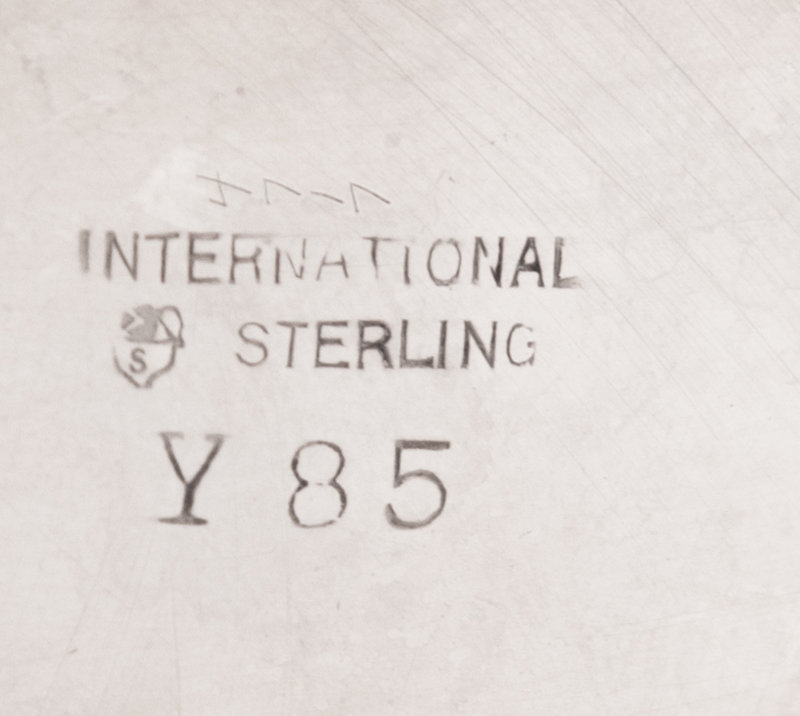 INTERNATIONAL
S STERLING
Y 85